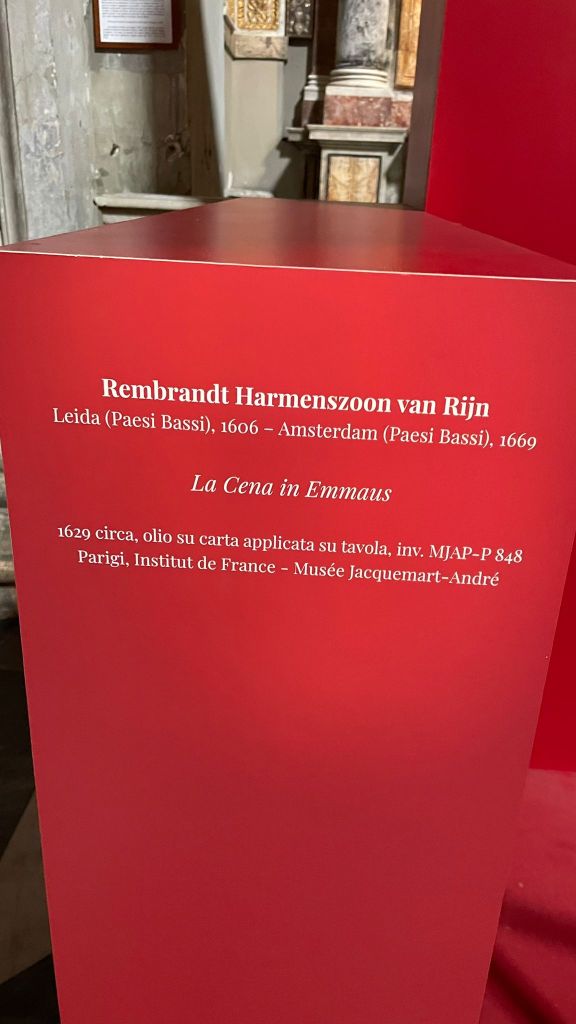 Rembrandt Harmenszoon van Rijn
Leida (Paesi Bassi), 1606 – Amsterdam (Paesi Bassi), 1669
La Cena in Emmaus
1629 circa, olio su carta applicata su tavola, inv. MJAP-P 848
Parigi, Institut de France - Musée Jacquemart-André